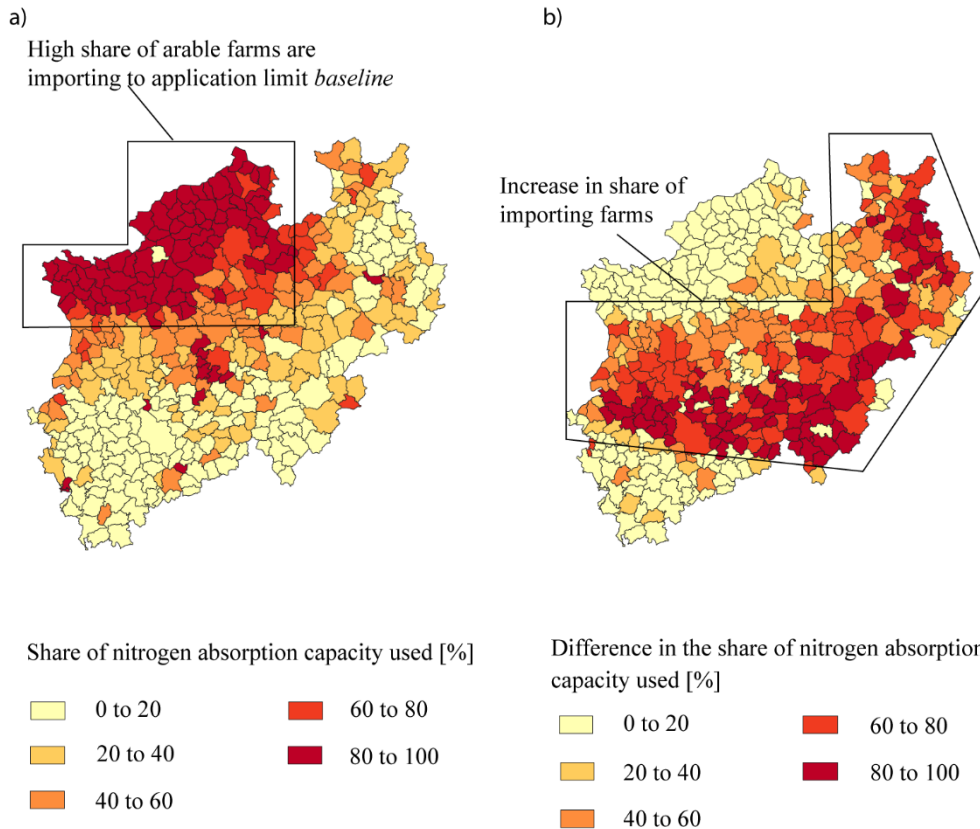 a)
High share of arable farms are
importing to application limit baseline
b)
Increase in share of
importing farms
Share of nitrogen absorption capacity used [%]
0 to 20
20 to 40
40 to 60
60 to 80
80 to 100
Difference in the share of nitrogen absorption
capacity used [%]
0 to 20
20 to 40
40 to 60
60 to 80
80 to 100